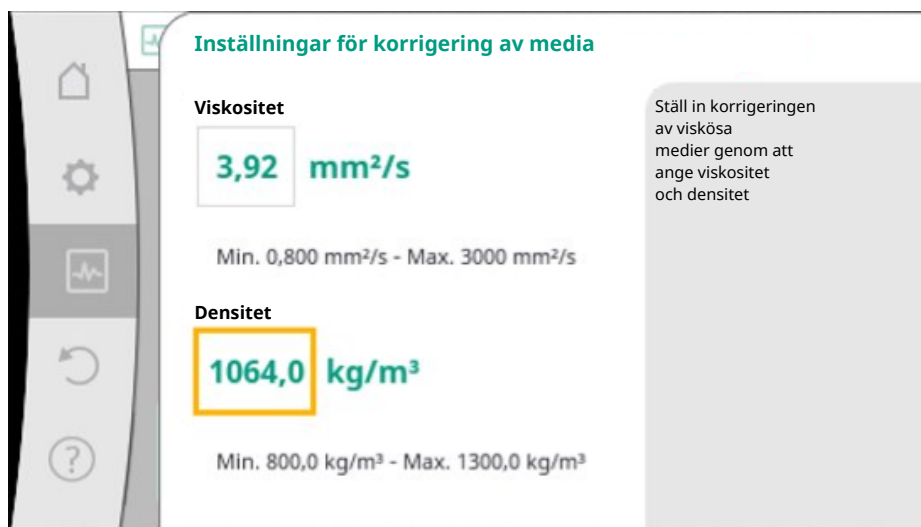 Inställningar för korrigering av media
Viskositet
3,92 mm²/s
Min. 0,800 mm²/s - Max. 3000 mm²/s
Densitet
1064,0 kg/m³
Min. 800,0 kg/m³ - Max. 1300,0 kg/m³
Ställ in korrigeringen
av viskösa
medier genom att
ange viskositet
och densitet
?